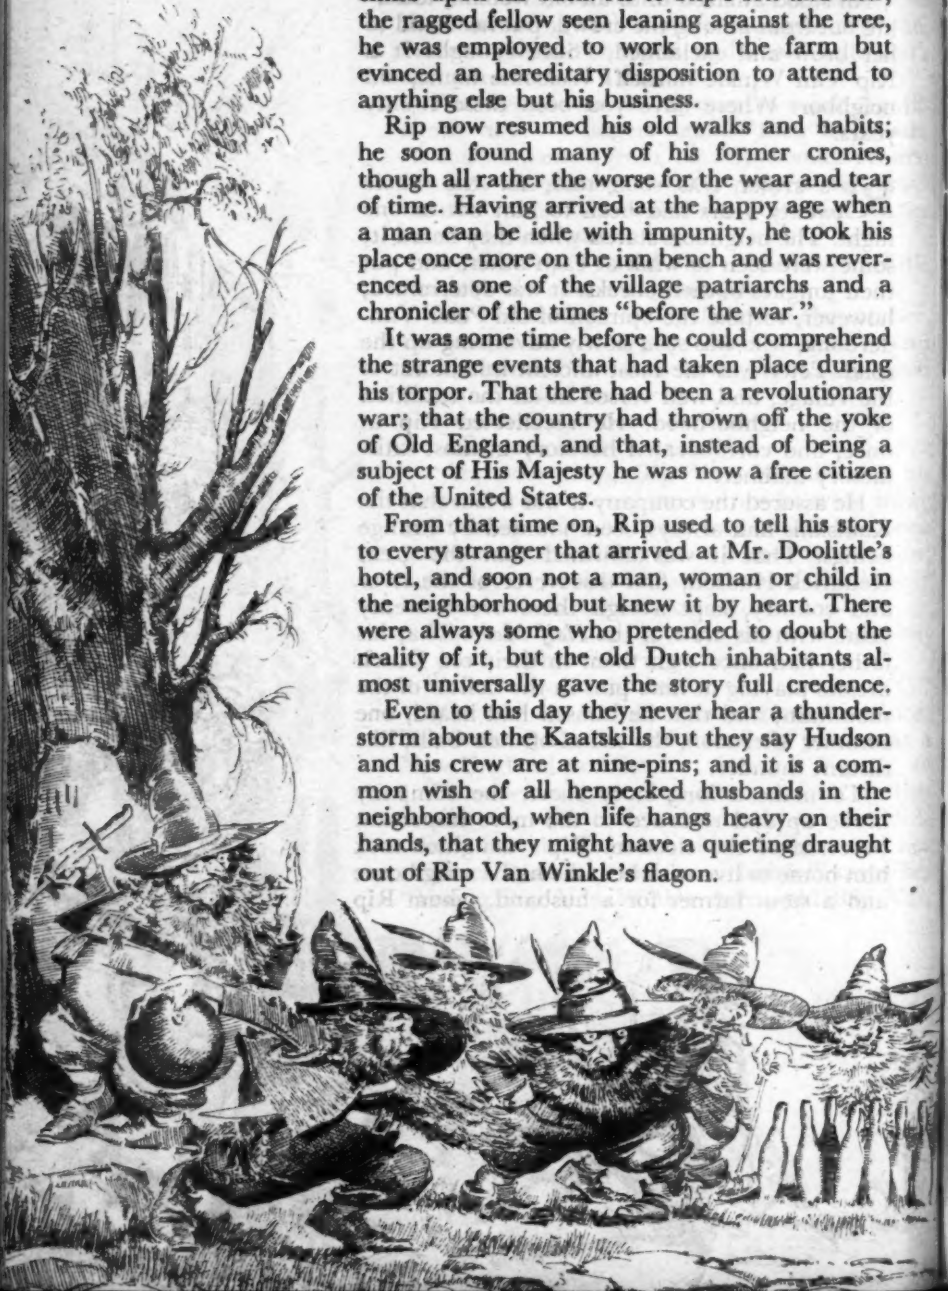 the ragged fellow seen leaning against the tree,
he was employed to work on the farm but
evinced an hereditary disposition to attend to
anything else but his business.
Rip now resumed his old walks and habits;
he soon found many of his former cronies,
though all rather the worse for the wear and tear
of time. Having arrived at the happy age when
a man can be idle with impunity, he took his
place once more on the inn bench and was rever-
enced as one of the village patriarchs and a
chronicler of the times “before the war.”
It was some time before he could comprehend
the strange events that had taken place during
his torpor. That there had been a revolutionary
war; that the country had thrown off the yoke
of Old England, and that, instead of being a
subject of His Majesty he was now a free citizen
of the United States.
From that time on, Rip used to tell his story
to every stranger that arrived at Mr. Doolittle’s
hotel, and soon not a man, woman or child in
the neighborhood but knew it by heart. There
were always some who pretended to doubt the
reality of it, but the old Dutch inhabitants al-
most universally gave the story full credence.
Even to this day they never hear a thunder-
storm about the Kaatskills but they say Hudson
and his crew are at nine-pins; and it is a com-
mon wish of all henpecked husbands in the
neighborhood, when life hangs heavy on their
hands, that they might have a quieting draught
out of Rip Van Winkle’s flagon.